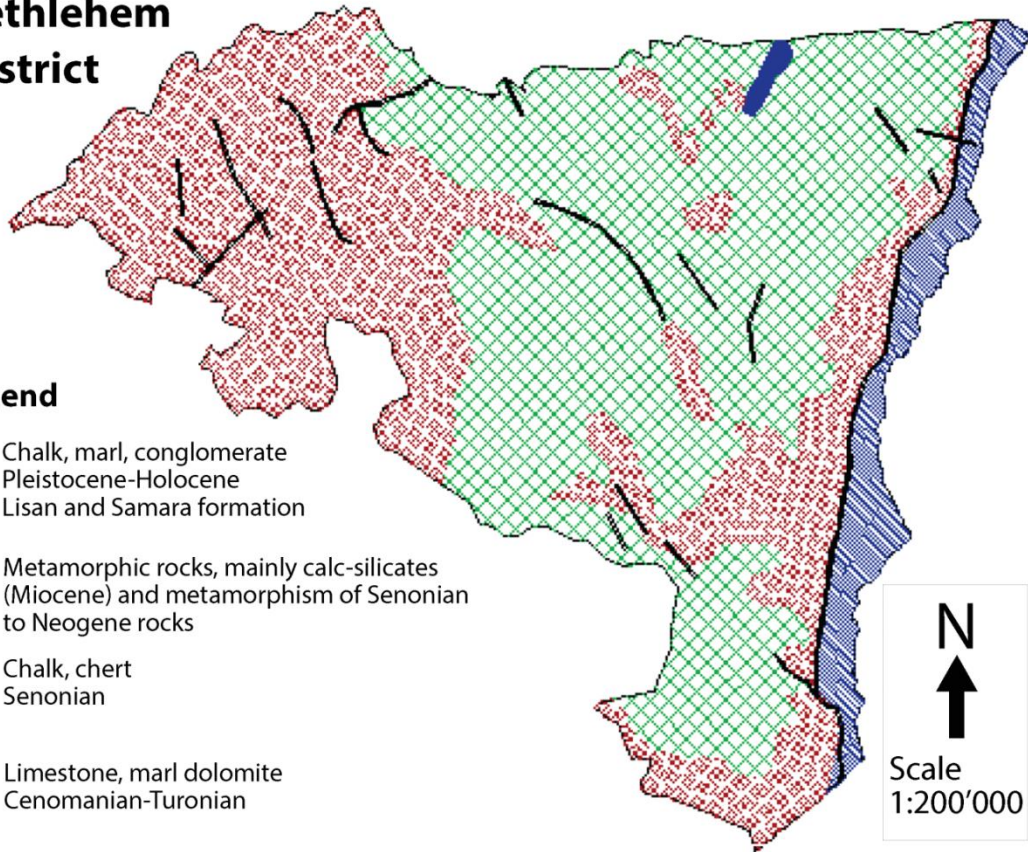 ethlehem
strict
end
Chalk, marl, conglomerate
Pleistocene-Holocene
Lisan and Samara formation
Metamorphic rocks, mainly calc-silicates
(Miocene) and metamorphism of Senonian
to Neogene rocks
Chalk, chert
Senonian
Limestone, marl dolomite
Cenomanian-Turonian
N
Scale
1:200'000